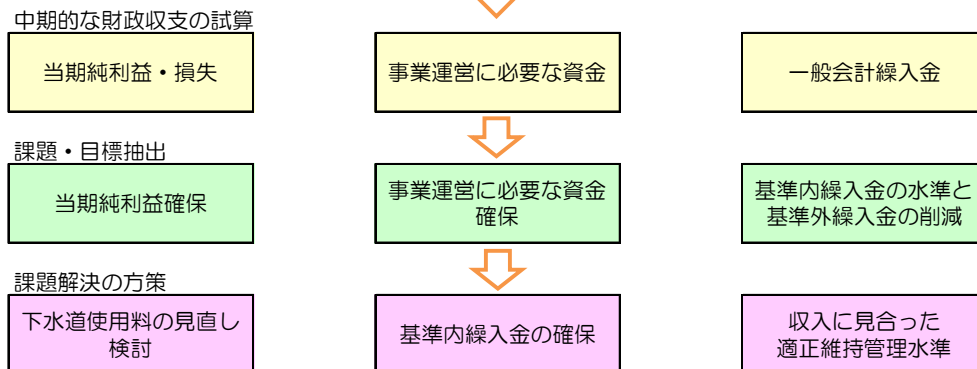 中期的な財政収支の試算
当期純利益・損失
事業運営に必要な資金
一般会計繰入金
課題・目標抽出
当期純利益確保
事業運営に必要な資金
確保
基準内繰入金の水準と
基準外繰入金の削減
課題解決の方策
下水道使用料の見直し
検討
基準内繰入金の確保
収入に見合った
適正維持管理水準